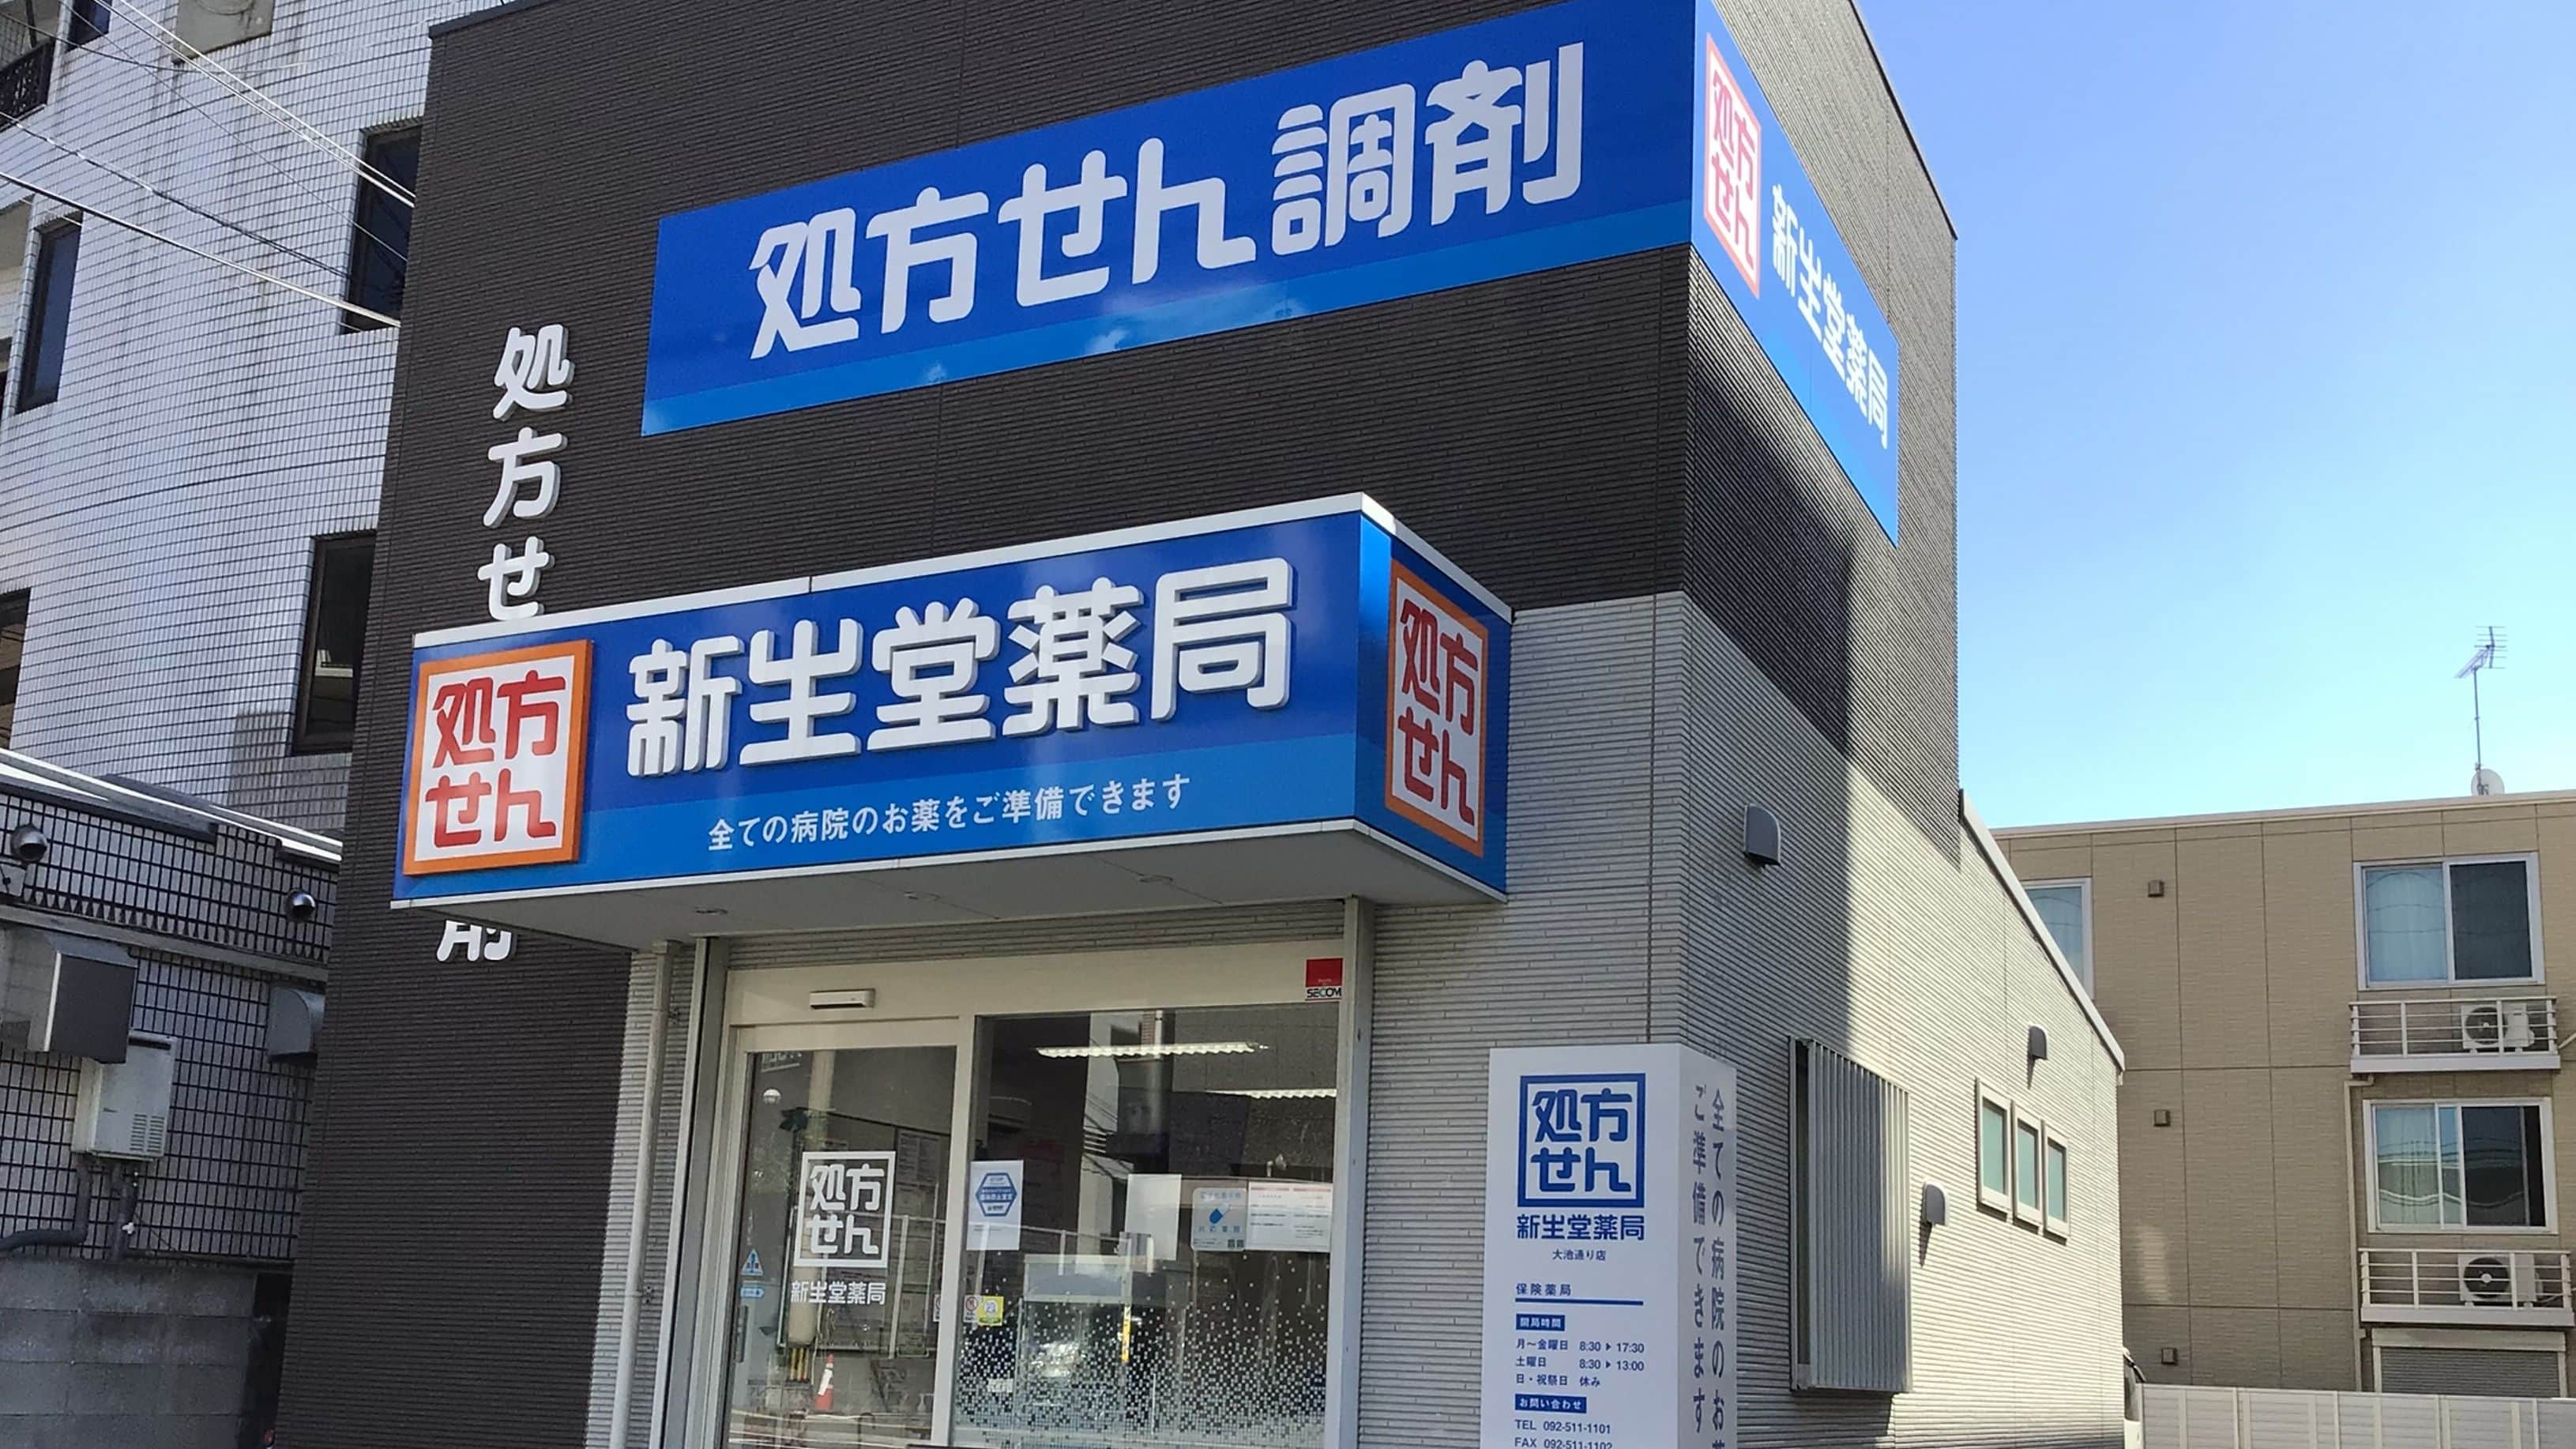 処方せん調剤
処方せん
新生堂薬局
処方せ
処方
せん
新生堂薬局
全ての病院のお薬をご準備できます
処方
せん
剤
SECOM
処方
せん
新生堂薬局
処方
せん
新生堂薬局
大池通り店
保険薬局
開局時間
月～金曜日 8:30▶17:30
土曜日 8:30▶13:00
日・祝祭日 休み
お問い合わせ
TEL 092-511-1101
FAX 092-511-1102
全ての病院のお
ご準備できます